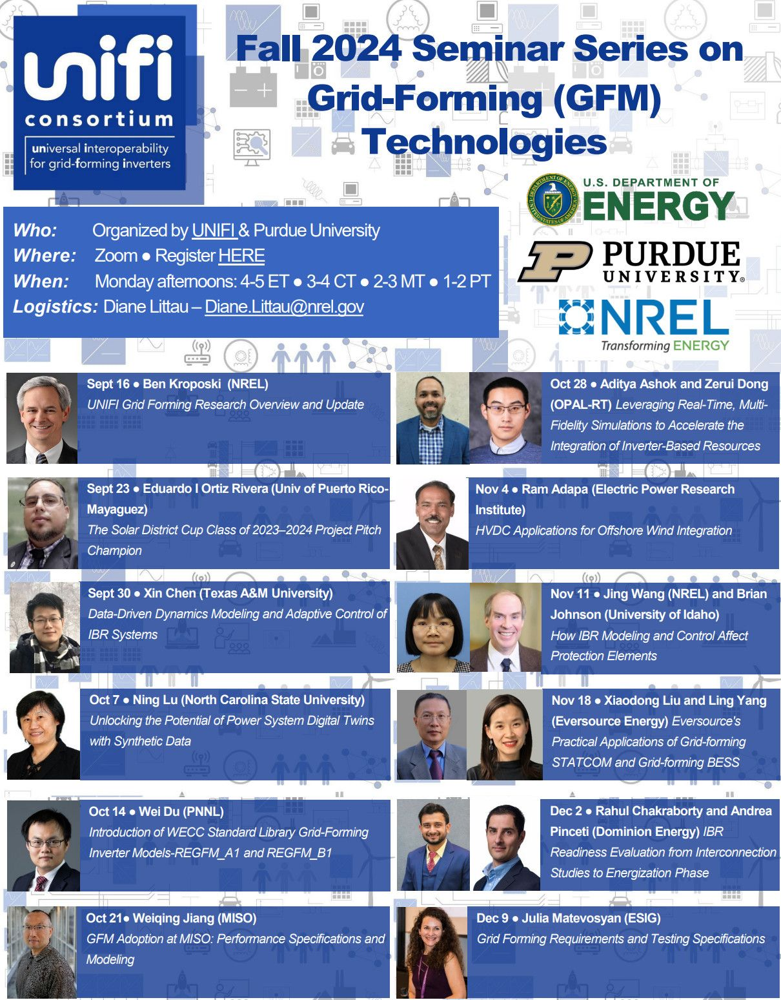 unifi
consortium
universal interoperability
for grid-forming inverters
Fall 2024 Seminar Series on
Grid-Forming (GFM)
Technologies
U.S. DEPARTMENT OF
ENERGY
DEPARTMENT OF ENERGY
UNITED STATES OF AMERICA
PURDUE
UNIVERSITY®
NREL
Transforming ENERGY
Who: Organized by UNIFI & Purdue University
Where: Zoom ● Register HERE
When: Monday afternoons: 4-5 ET ● 3-4 CT ● 2-3 MT ● 1-2 PT
Logistics: Diane Littau – Diane.Littau@nrel.gov
Sept 16 ● Ben Kroposki (NREL)
UNIFI Grid Forming Research Overview and Update
Sept 23 ● Eduardo I Ortiz Rivera (Univ of Puerto Rico-
Mayaguez)
The Solar District Cup Class of 2023–2024 Project Pitch
Champion
Sept 30 ● Xin Chen (Texas A&M University)
Data-Driven Dynamics Modeling and Adaptive Control of
IBR Systems
Oct 7 ● Ning Lu (North Carolina State University)
Unlocking the Potential of Power System Digital Twins
with Synthetic Data
Oct 14 ● Wei Du (PNNL)
Introduction of WECC Standard Library Grid-Forming
Inverter Models-REGFM_A1 and REGFM_B1
Oct 21● Weiqing Jiang (MISO)
GFM Adoption at MISO: Performance Specifications and
Modeling
Oct 28 ● Aditya Ashok and Zerui Dong
(OPAL-RT) Leveraging Real-Time, Multi-
Fidelity Simulations to Accelerate the
Integration of Inverter-Based Resources
Nov 4 ● Ram Adapa (Electric Power Research
Institute)
HVDC Applications for Offshore Wind Integration
Nov 11 ● Jing Wang (NREL) and Brian
Johnson (University of Idaho)
How IBR Modeling and Control Affect
Protection Elements
Nov 18 ● Xiaodong Liu and Ling Yang
(Eversource Energy) Eversource's
Practical Applications of Grid-forming
STATCOM and Grid-forming BESS
Dec 2 ● Rahul Chakraborty and Andrea
Pinceti (Dominion Energy) IBR
Readiness Evaluation from Interconnection
Studies to Energization Phase
Dec 9 ● Julia Matevosyan (ESIG)
Grid Forming Requirements and Testing Specifications